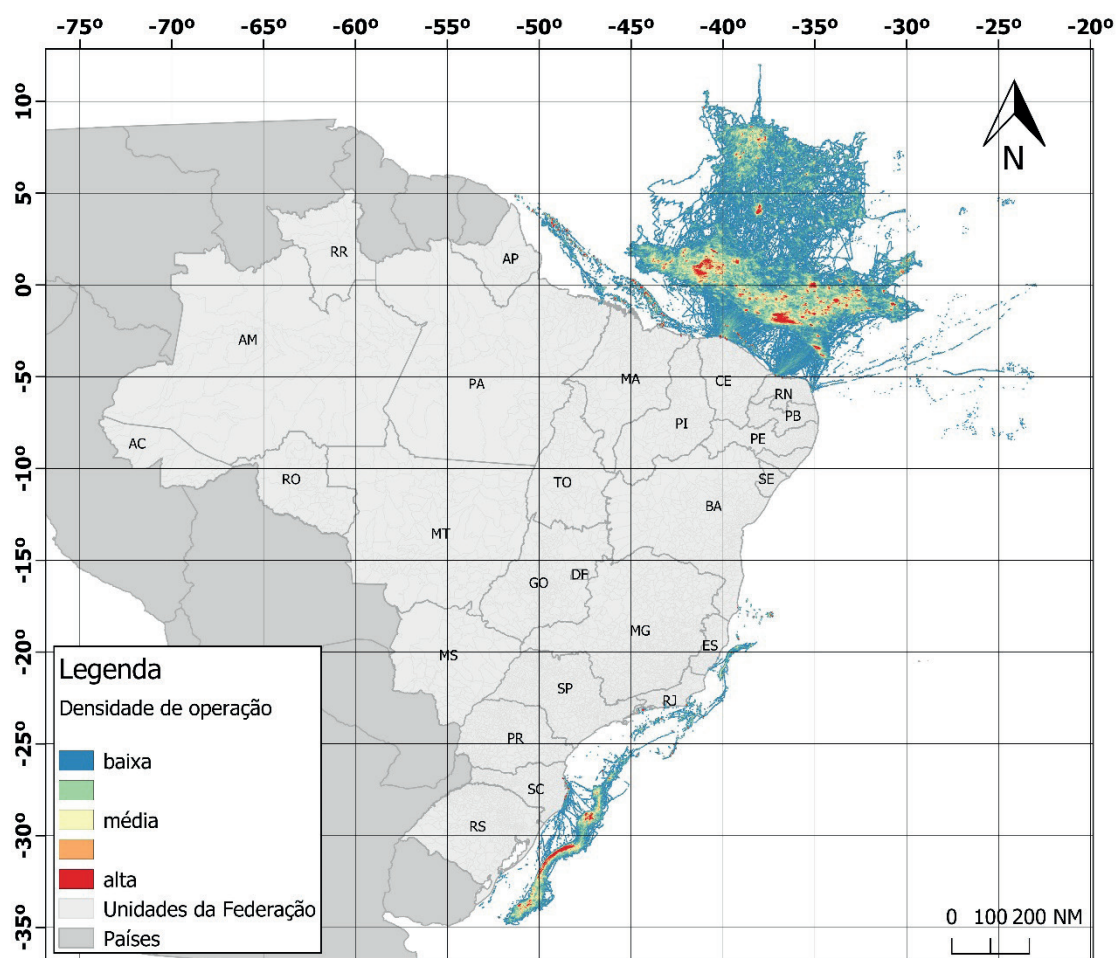 -75º -70º -65º -60º -55º -50º -45º -40º -35º -30º -25º -20º
10º
N
5º
RR
AP
0º
AM
-5º
PA
MA
CE
RN
PB
PI
PE
AC
-10º
RO
TO
SE
BA
MT
-15º
DF
GO
MG
ES
-20º
MS
SP
RJ
PR
-25º
SC
RS
-30º
-35º
Legenda
Densidade de operação
baixa
média
alta
Unidades da Federação
Países
0 100 200 NM